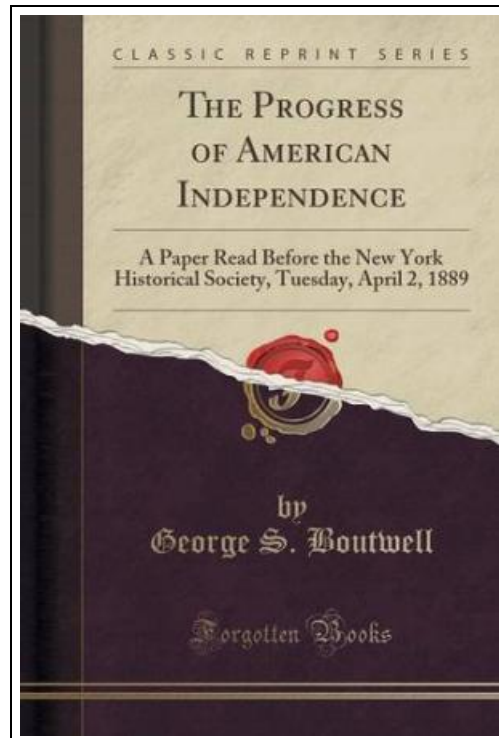 CLASSIC REPRINT SERIES
THE PROGRESS
OF AMERICAN
INDEPENDENCE
A Paper Read Before the New York
Historical Society, Tuesday, April 2, 1889
F
by
George S. Boutwell
Forgotten Books